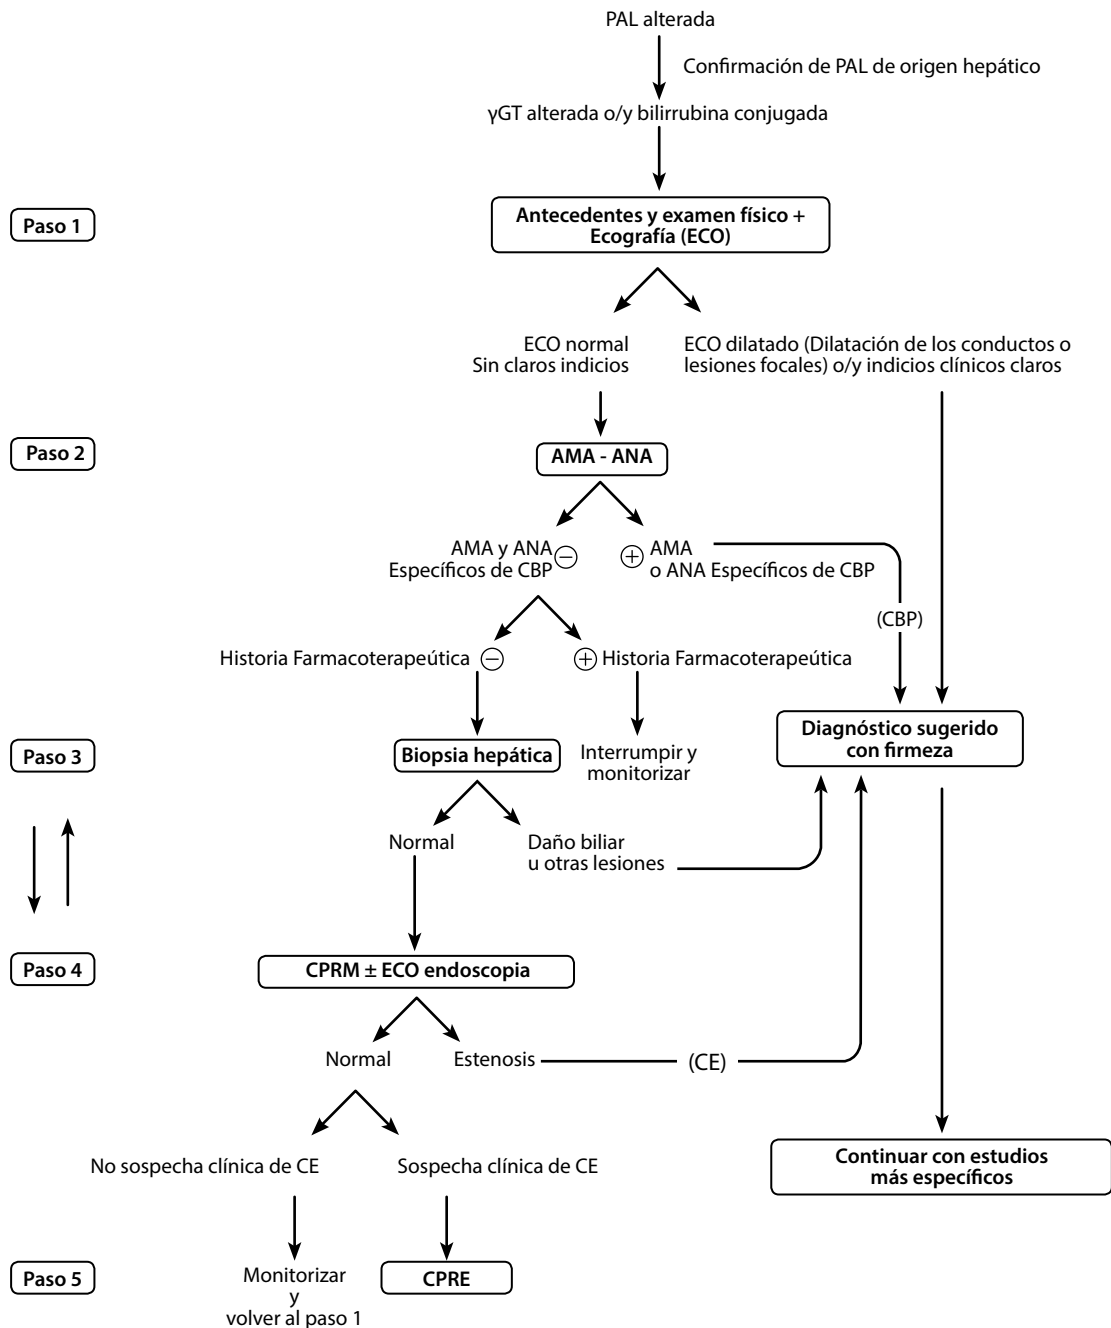 PAL alterada
Confirmación de PAL de origen hepático
γGT alterada o/y bilirrubina conjugada
Paso 1
Antecedentes y examen físico +
Ecografía (ECO)
ECO normal
Sin claros indicios
ECO dilatado (Dilatación de los conductos o
lesiones focales) o/y indicios clínicos claros
Paso 2
AMA - ANA
AMA y ANA
Específicos de CBP
−
+
AMA
o ANA Específicos de CBP
(CBP)
Historia Farmacoterapeútica −
+ Historia Farmacoterapeútica
Paso 3
Biopsia hepática
Interrumpir y
monitorizar
Diagnóstico sugerido
con firmeza
Normal
Daño biliar
u otras lesiones
Paso 4
CPRM ± ECO endoscopia
Normal
Estenosis
(CE)
No sospecha clínica de CE
Sospecha clínica de CE
Continuar con estudios
más específicos
Paso 5
Monitorizar
y
volver al paso 1
CPRE